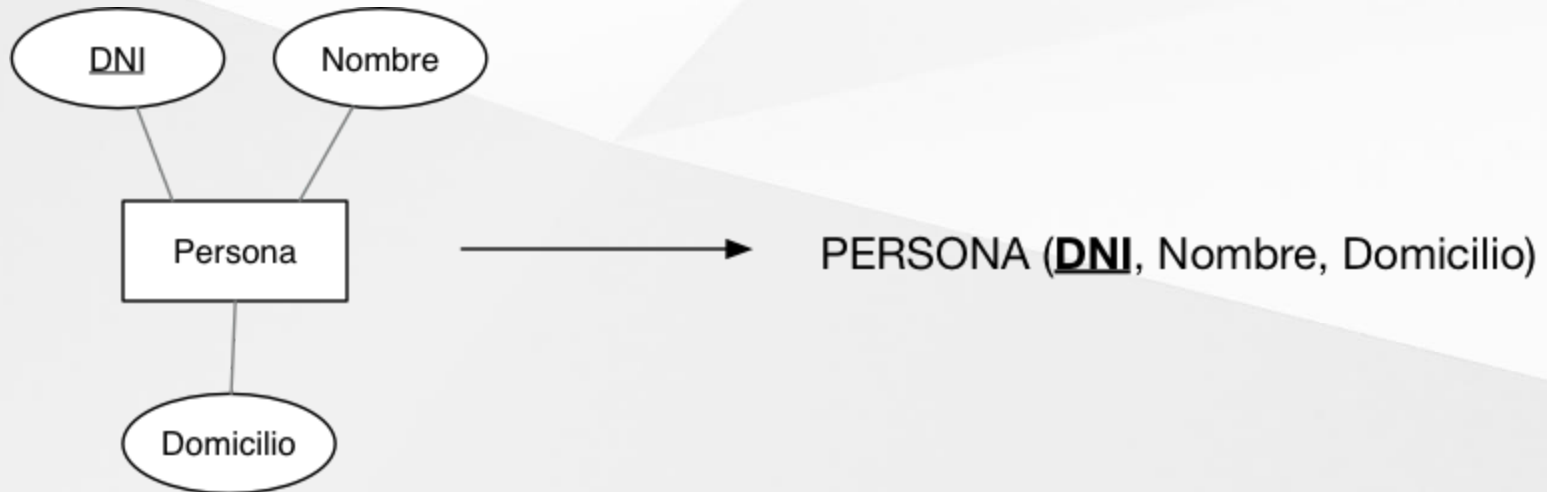 DNI
Nombre
Persona
PERSONA (DNI, Nombre, Domicilio)
Domicilio